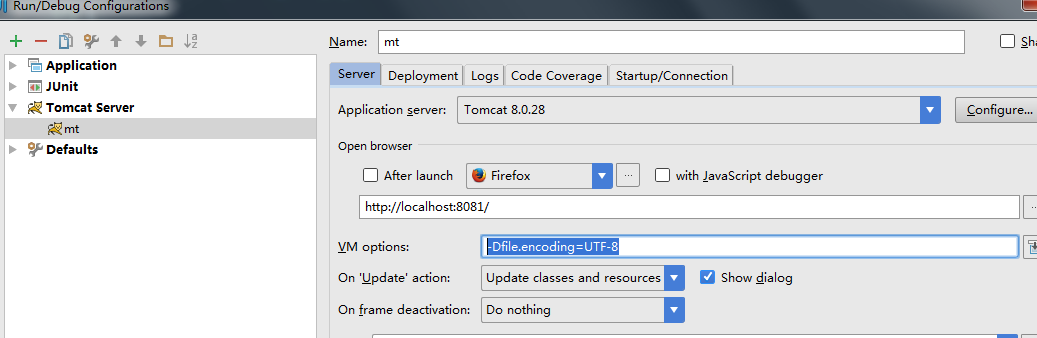 Run/Debug Configurations
Name: mt
Application
JUnit
Tomcat Server
mt
Defaults
Server Deployment Logs Code Coverage Startup/Connection
Application server: Tomcat 8.0.28 Configure...
Open browser
After launch Firefox ... with JavaScript debugger
http://localhost:8081/
VM options: -Dfile.encoding=UTF-8
On 'Update' action: Update classes and resources Show dialog
On frame deactivation: Do nothing